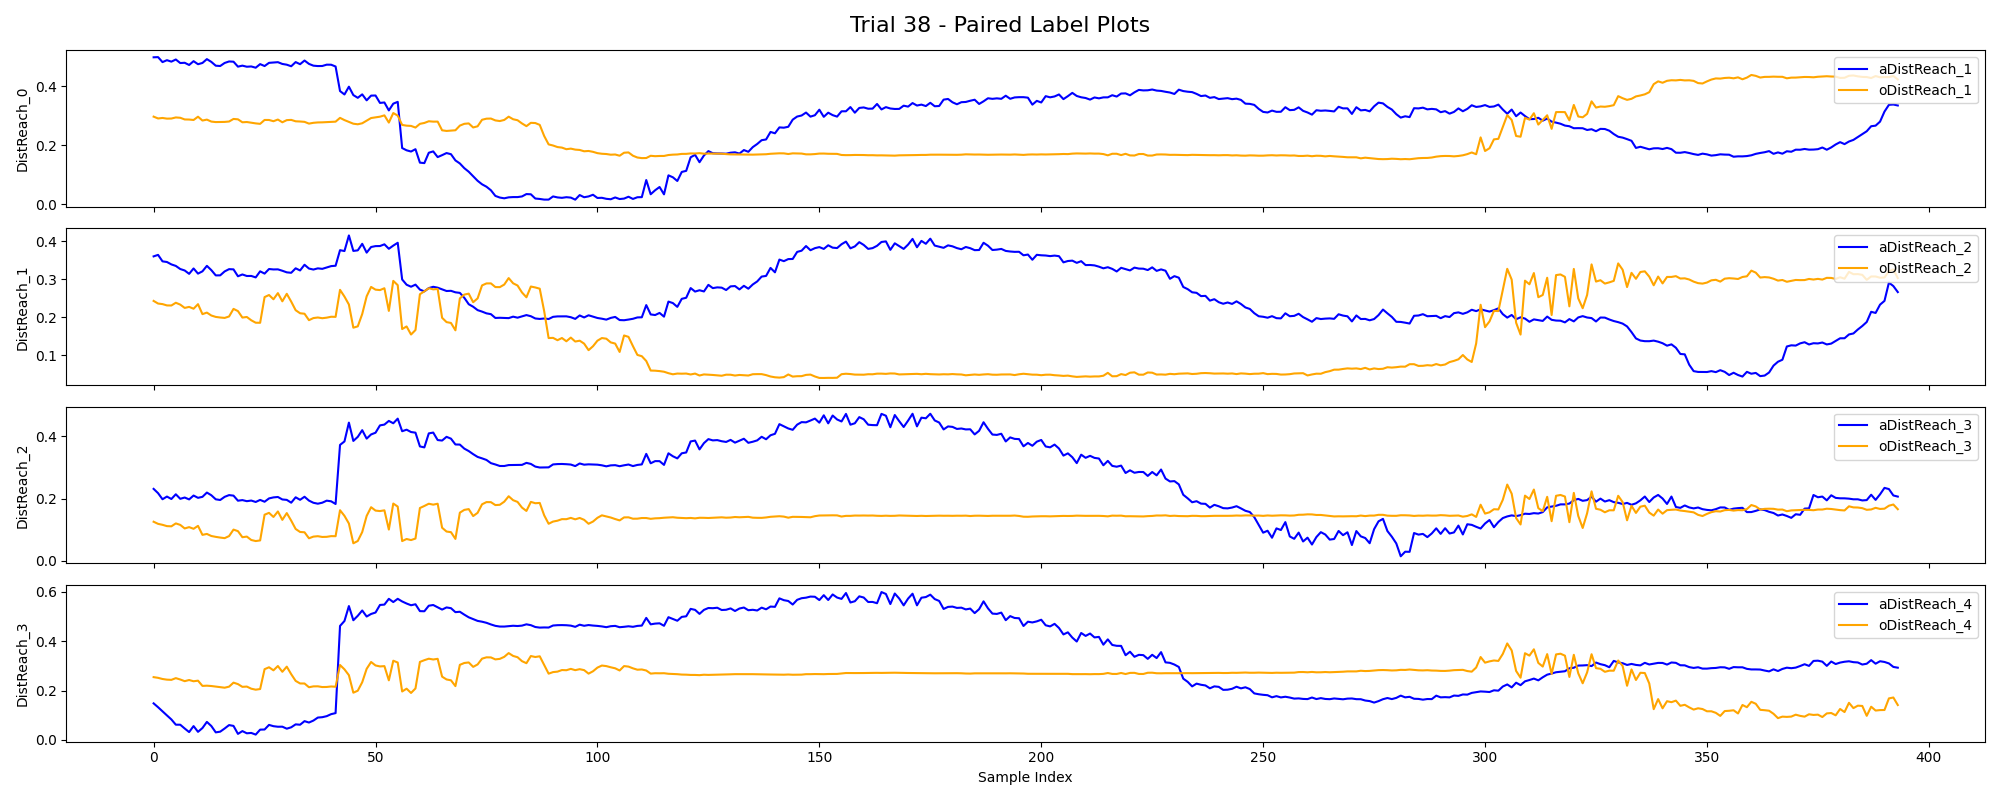 Trial 38 - Paired Label Plots
DistReach_0
0.4
0.2
0.0
aDistReach_1
oDistReach_1
DistReach_1
0.4
0.3
0.2
0.1
aDistReach_2
oDistReach_2
DistReach_2
0.4
0.2
0.0
aDistReach_3
oDistReach_3
DistReach_3
0.6
0.4
0.2
0.0
aDistReach_4
oDistReach_4
0 50 100 150 200 250 300 350 400
Sample Index